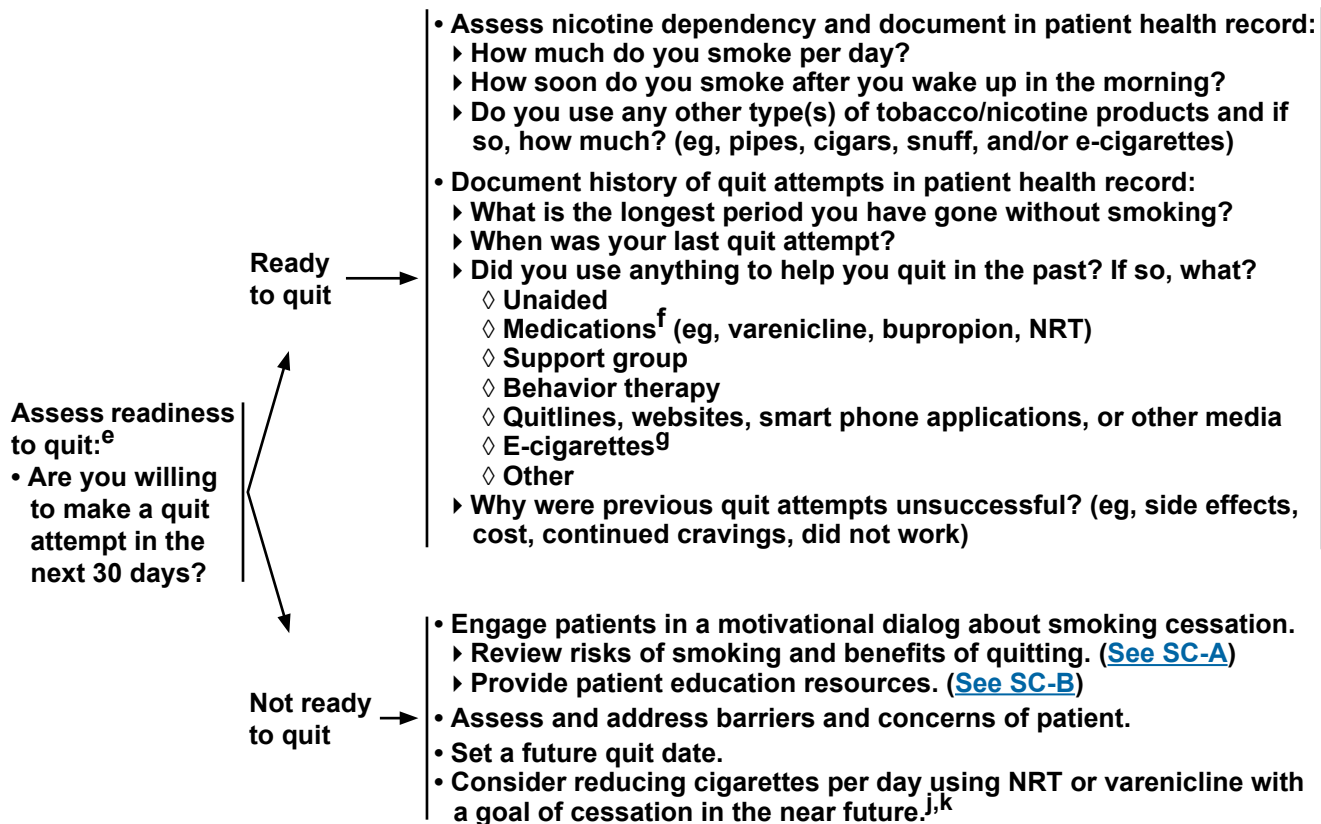 Assess readiness
to quit:e
• Are you willing
to make a quit
attempt in the
next 30 days?
Ready
to quit
• Assess nicotine dependency and document in patient health record:
▸ How much do you smoke per day?
▸ How soon do you smoke after you wake up in the morning?
▸ Do you use any other type(s) of tobacco/nicotine products and if
so, how much? (eg, pipes, cigars, snuff, and/or e-cigarettes)
• Document history of quit attempts in patient health record:
▸ What is the longest period you have gone without smoking?
▸ When was your last quit attempt?
▸ Did you use anything to help you quit in the past? If so, what?
◊ Unaided
◊ Medicationsf (eg, varenicline, bupropion, NRT)
◊ Support group
◊ Behavior therapy
◊ Quitlines, websites, smart phone applications, or other media
◊ E-cigarettesg
◊ Other
▸ Why were previous quit attempts unsuccessful? (eg, side effects,
cost, continued cravings, did not work)
Not ready
to quit
• Engage patients in a motivational dialog about smoking cessation.
▸ Review risks of smoking and benefits of quitting. (See SC-A)
▸ Provide patient education resources. (See SC-B)
• Assess and address barriers and concerns of patient.
• Set a future quit date.
• Consider reducing cigarettes per day using NRT or varenicline with
a goal of cessation in the near future.j,k